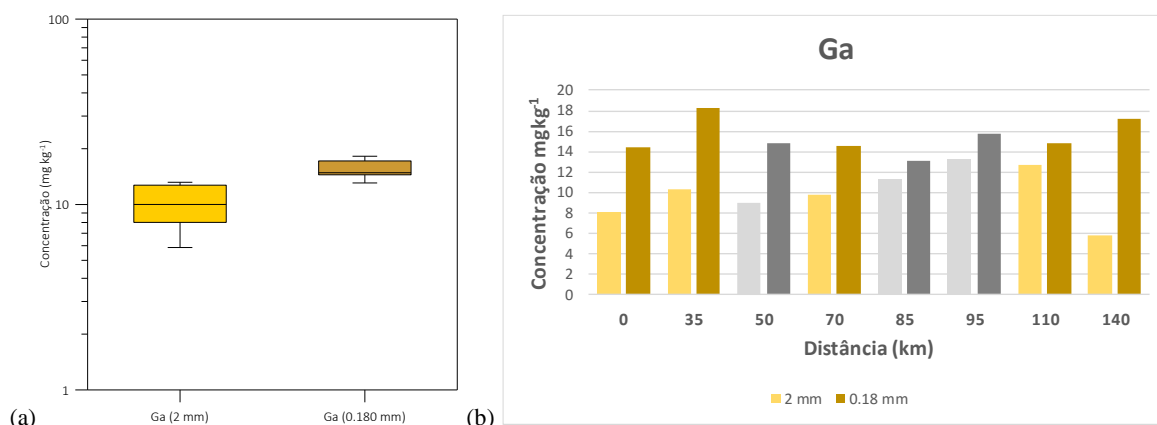 100
10
1
Concentração (mg kg⁻¹)
Ga (2 mm) Ga (0.180 mm)
(a)
Ga
20
18
16
14
12
10
8
6
4
2
0
Concentração mgkg⁻¹
0 35 50 70 85 95 110 140
Distância (km)
2 mm 0.18 mm
(b)